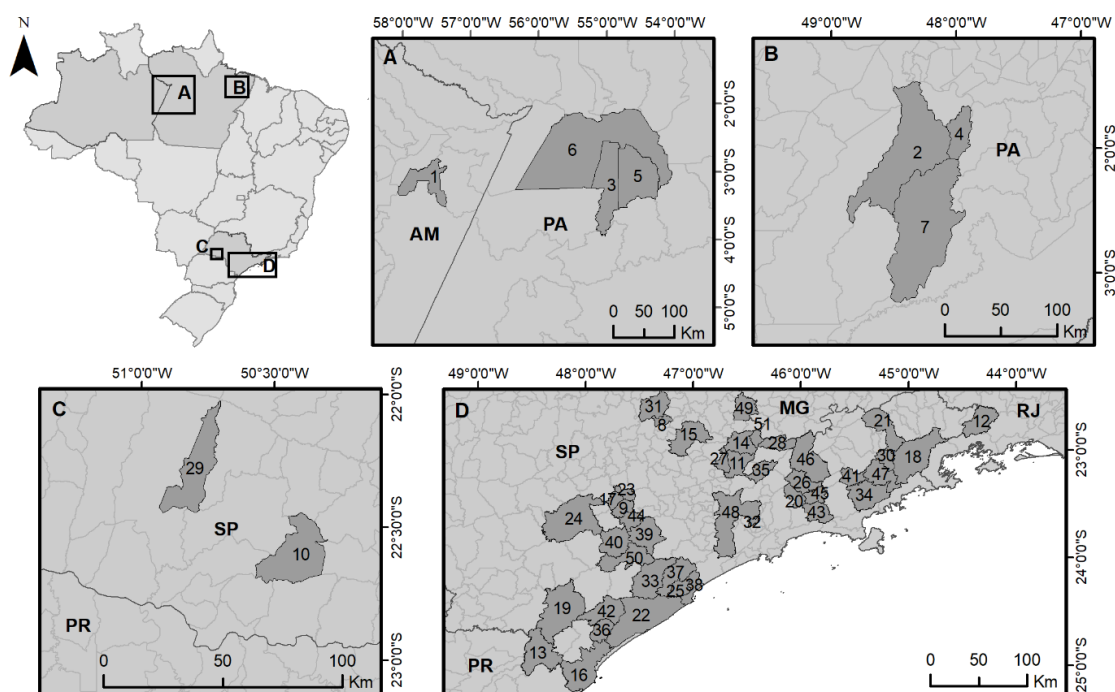 N
A
B
C
D
58°0'0"W 57°0'0"W 56°0'0"W 55°0'0"W 54°0'0"W
A
2°0'0"S
3°0'0"S
4°0'0"S
5°0'0"S
1
6
3
5
AM
PA
0 50 100
Km
49°0'0"W 48°0'0"W 47°0'0"W
B
2°0'0"S
3°0'0"S
4
2
7
PA
0 50 100
Km
51°0'0"W 50°30'0"W
C
22°0'0"S
22°30'0"S
23°0'0"S
29
SP
10
PR
0 50 100
Km
49°0'0"W 48°0'0"W 47°0'0"W 46°0'0"W 45°0'0"W 44°0'0"W
D
MG
RJ
SP
PR
23°0'0"S
24°0'0"S
25°0'0"S
31
8
49
51
15
14
28
21
12
27
11
35
46
30
18
41
47
26
34
20
45
43
23
17
9
44
24
48
32
40
39
50
37
33
38
25
19
42
22
36
13
16
0 50 100
Km